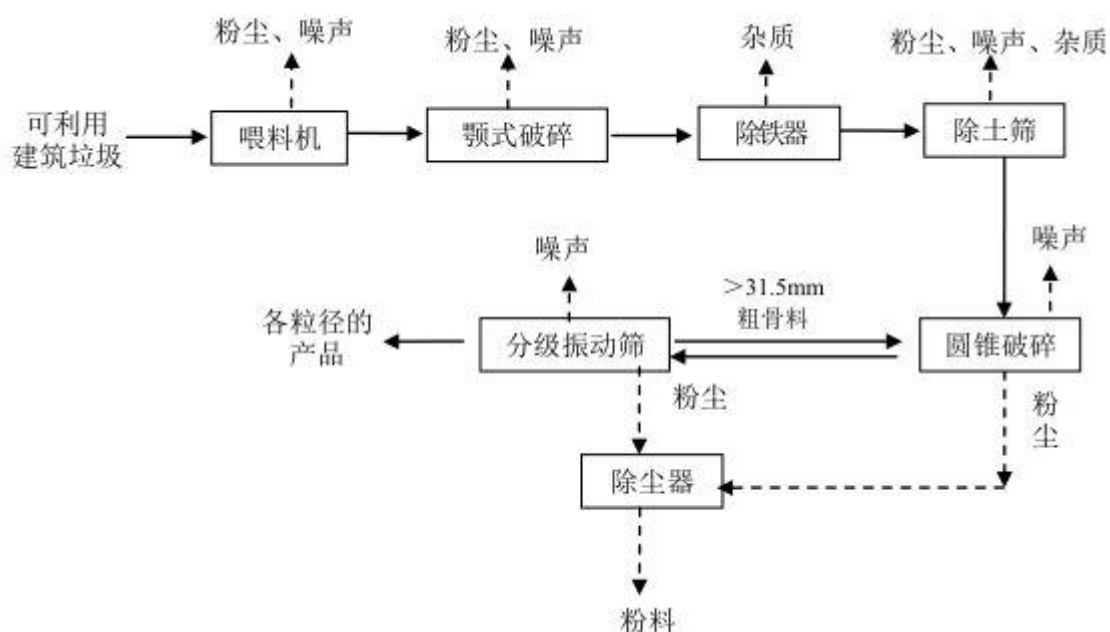 粉尘、噪声
粉尘、噪声
杂质
粉尘、噪声、杂质
可利用
建筑垃圾
喂料机
颚式破碎
除铁器
除土筛
噪声
噪声
>31.5mm
粗骨料
各粒径的
产品
分级振动筛
圆锥破碎
粉尘
粉
尘
除尘器
粉料